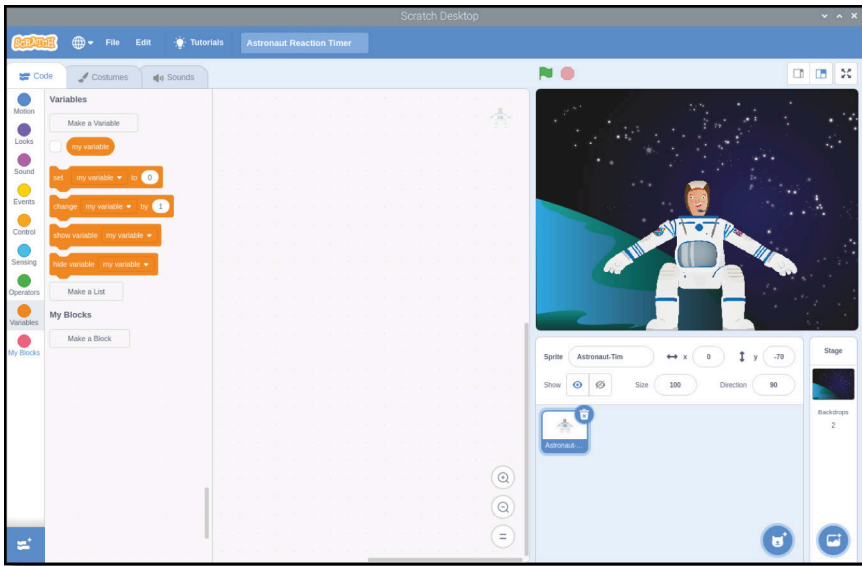 Scratch Desktop
SCRATCH File Edit Tutorials Astronaut Reaction Timer
Code Costumes Sounds
Motion
Looks
Sound
Events
Control
Sensing
Operators
Variables
My Blocks
Variables
Make a Variable
my variable
set my variable to 0
change my variable by 1
show variable my variable
hide variable my variable
Make a List
My Blocks
Make a Block
Sprite Astronaut-Tim x 0 y -70
Show Size 100 Direction 90
Astronaut-...
Stage
Backdrops
2